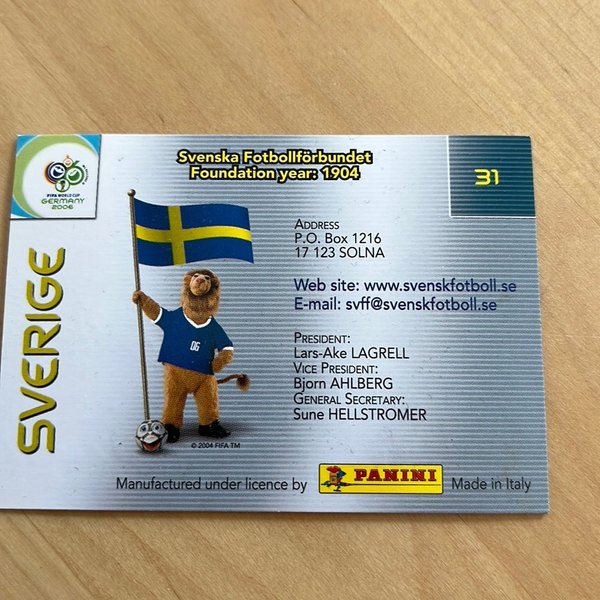 Svenska Fotbollförbundet
Foundation year: 1904
31
FIFA WORLD CUP
GERMANY
2006
SVERIGE
ADDRESS
P.O. Box 1216
17 123 SOLNA
Web site: www.svenskfotboll.se
E-mail: svff@svenskfotboll.se
PRESIDENT:
Lars-Ake LAGRELL
VICE PRESIDENT:
Bjorn AHLBERG
GENERAL SECRETARY:
Sune HELLSTROMER
06
© 2004 FIFA TM
Manufactured under licence by PANINI Made in Italy